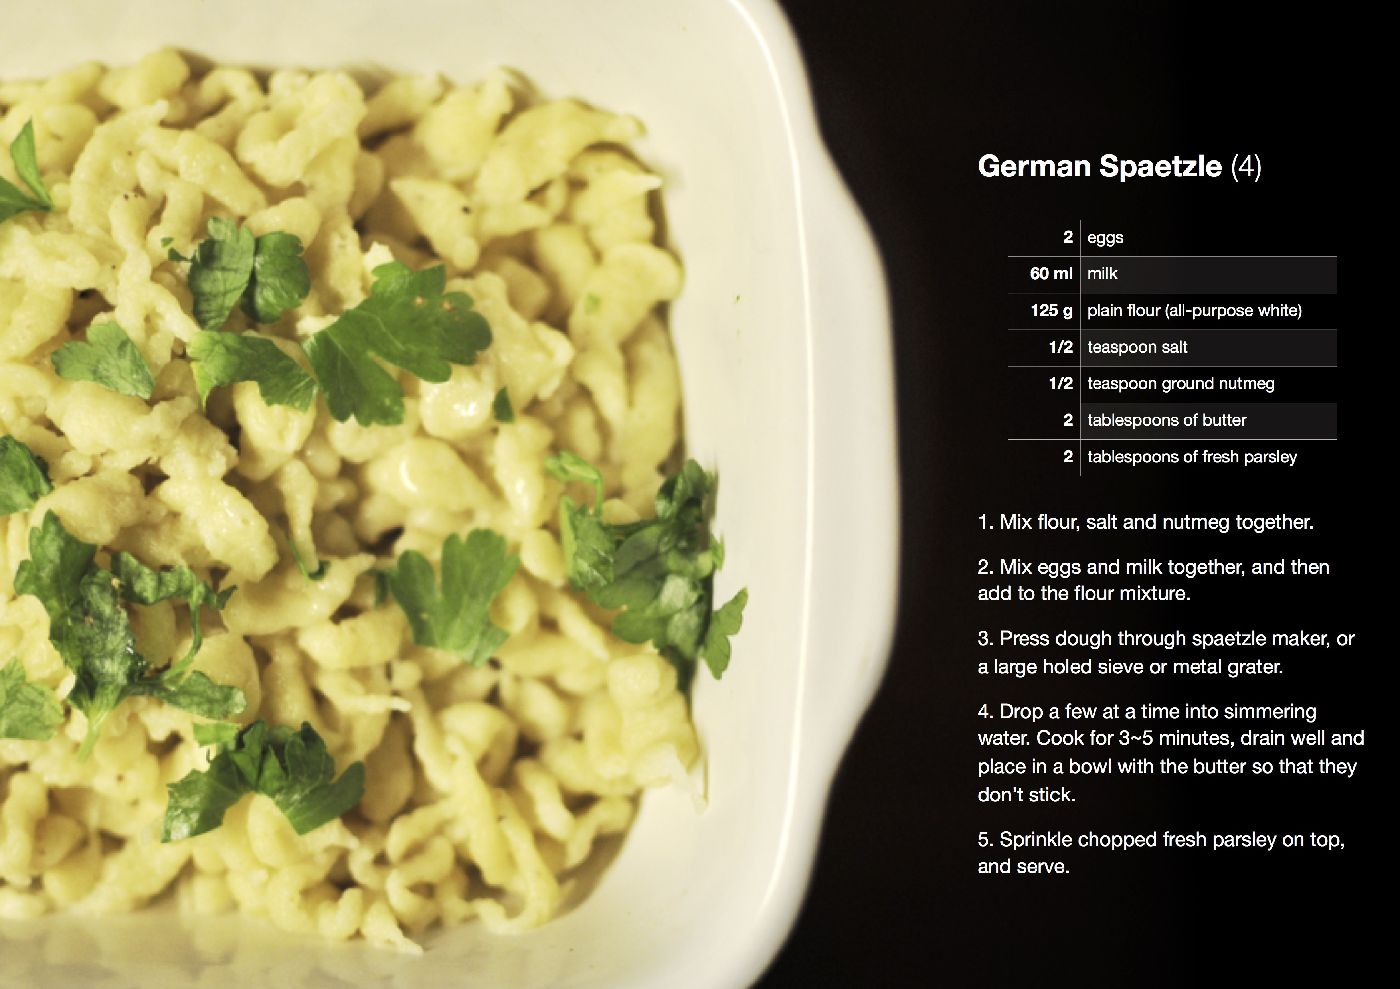 German Spaetzle (4)
2 eggs
60 ml milk
125 g plain flour (all-purpose white)
1/2 teaspoon salt
1/2 teaspoon ground nutmeg
2 tablespoons of butter
2 tablespoons of fresh parsley
1. Mix flour, salt and nutmeg together.
2. Mix eggs and milk together, and then
add to the flour mixture.
3. Press dough through spaetzle maker, or
a large holed sieve or metal grater.
4. Drop a few at a time into simmering
water. Cook for 3~5 minutes, drain well and
place in a bowl with the butter so that they
don't stick.
5. Sprinkle chopped fresh parsley on top,
and serve.